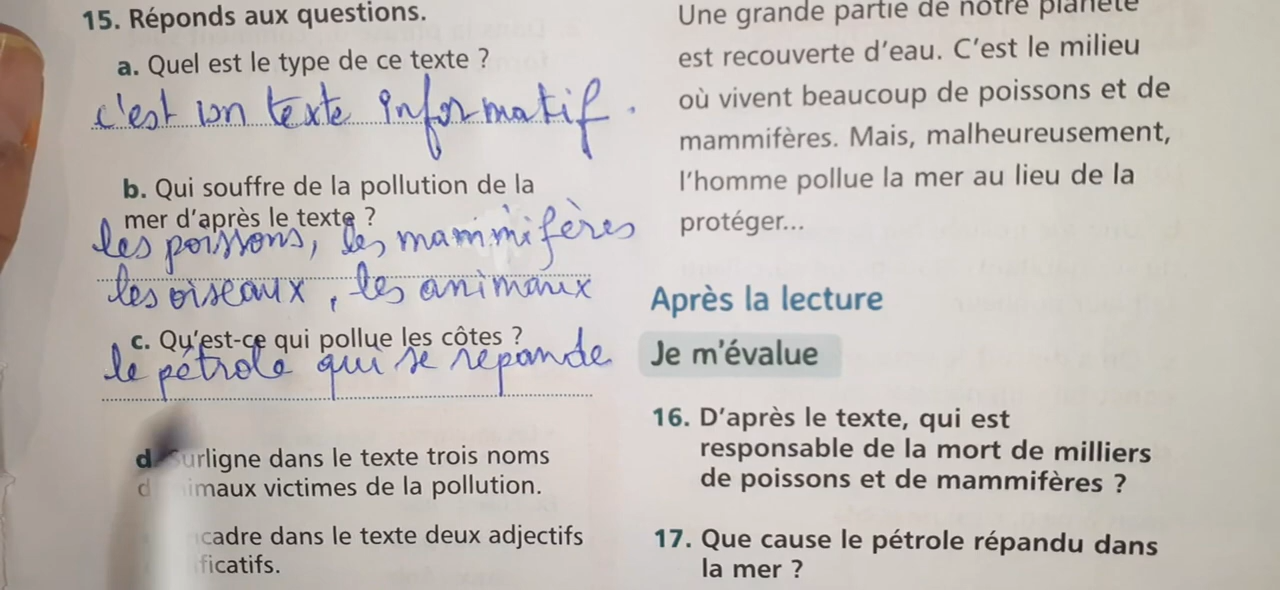 15. Réponds aux questions.
a. Quel est le type de ce texte ?
c'est un texte informatif.
b. Qui souffre de la pollution de la
mer d'après le texte ?
les poissons, les mammifères
les oiseaux, les animaux
c. Qu'est-ce qui pollue les côtes ?
le pétrole qui se repande
d. Surligne dans le texte trois noms
victimes de la pollution.
dans le texte deux adjectifs
Une grande partie de notre planète
est recouverte d'eau. C'est le milieu
où vivent beaucoup de poissons et de
mammifères. Mais, malheureusement,
l'homme pollue la mer au lieu de la
protéger...
Après la lecture
Je m'évalue
16. D'après le texte, qui est
responsable de la mort de milliers
de poissons et de mammifères ?
17. Que cause le pétrole répandu dans
la mer ?